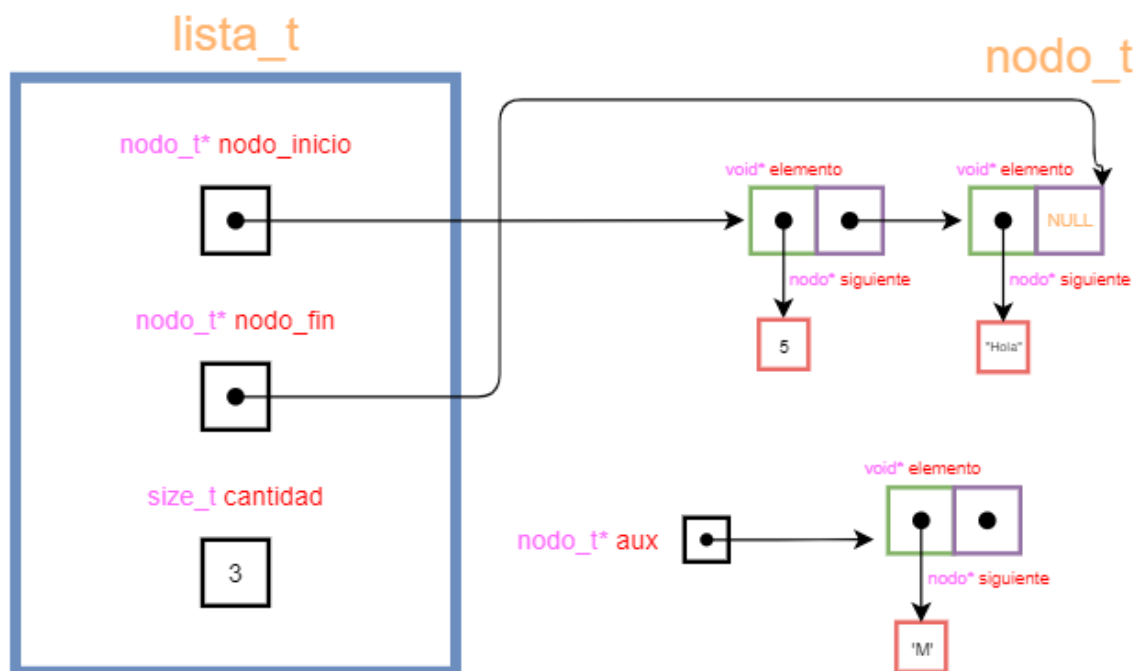 lista_t
nodo_t
nodo_t* nodo_inicio
void* elemento
void* elemento
NULL
nodo* siguiente
nodo* siguiente
nodo_t* nodo_fin
5
"Hola"
size_t cantidad
3
void* elemento
nodo_t* aux
nodo* siguiente
'M'